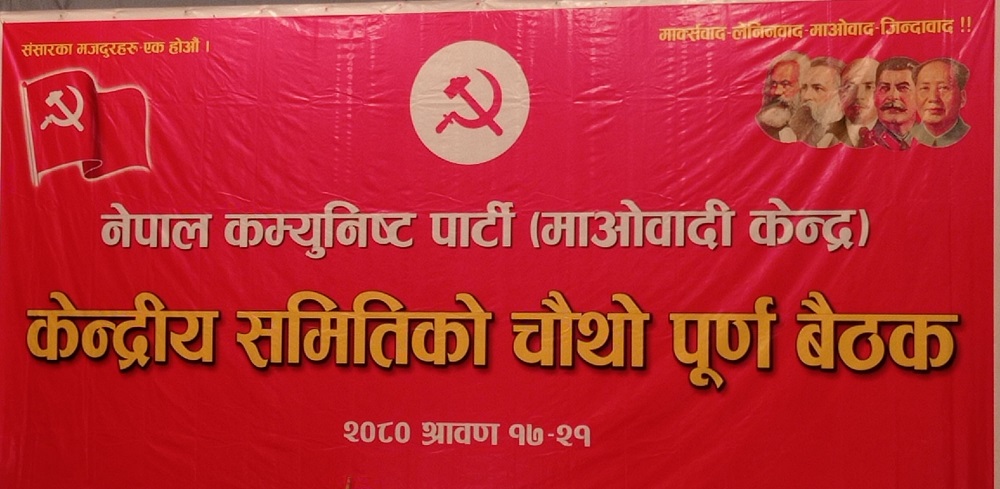 संसारका मजदुरहरु एक होऔं ।
मार्क्सवाद-लेनिनवाद-माओवाद-जिन्दावाद !!
नेपाल कम्युनिष्ट पार्टी (माओवादी केन्द्र)
केन्द्रीय समितिको चौथो पूर्ण बैठक
२०८० श्रावण १७-२१